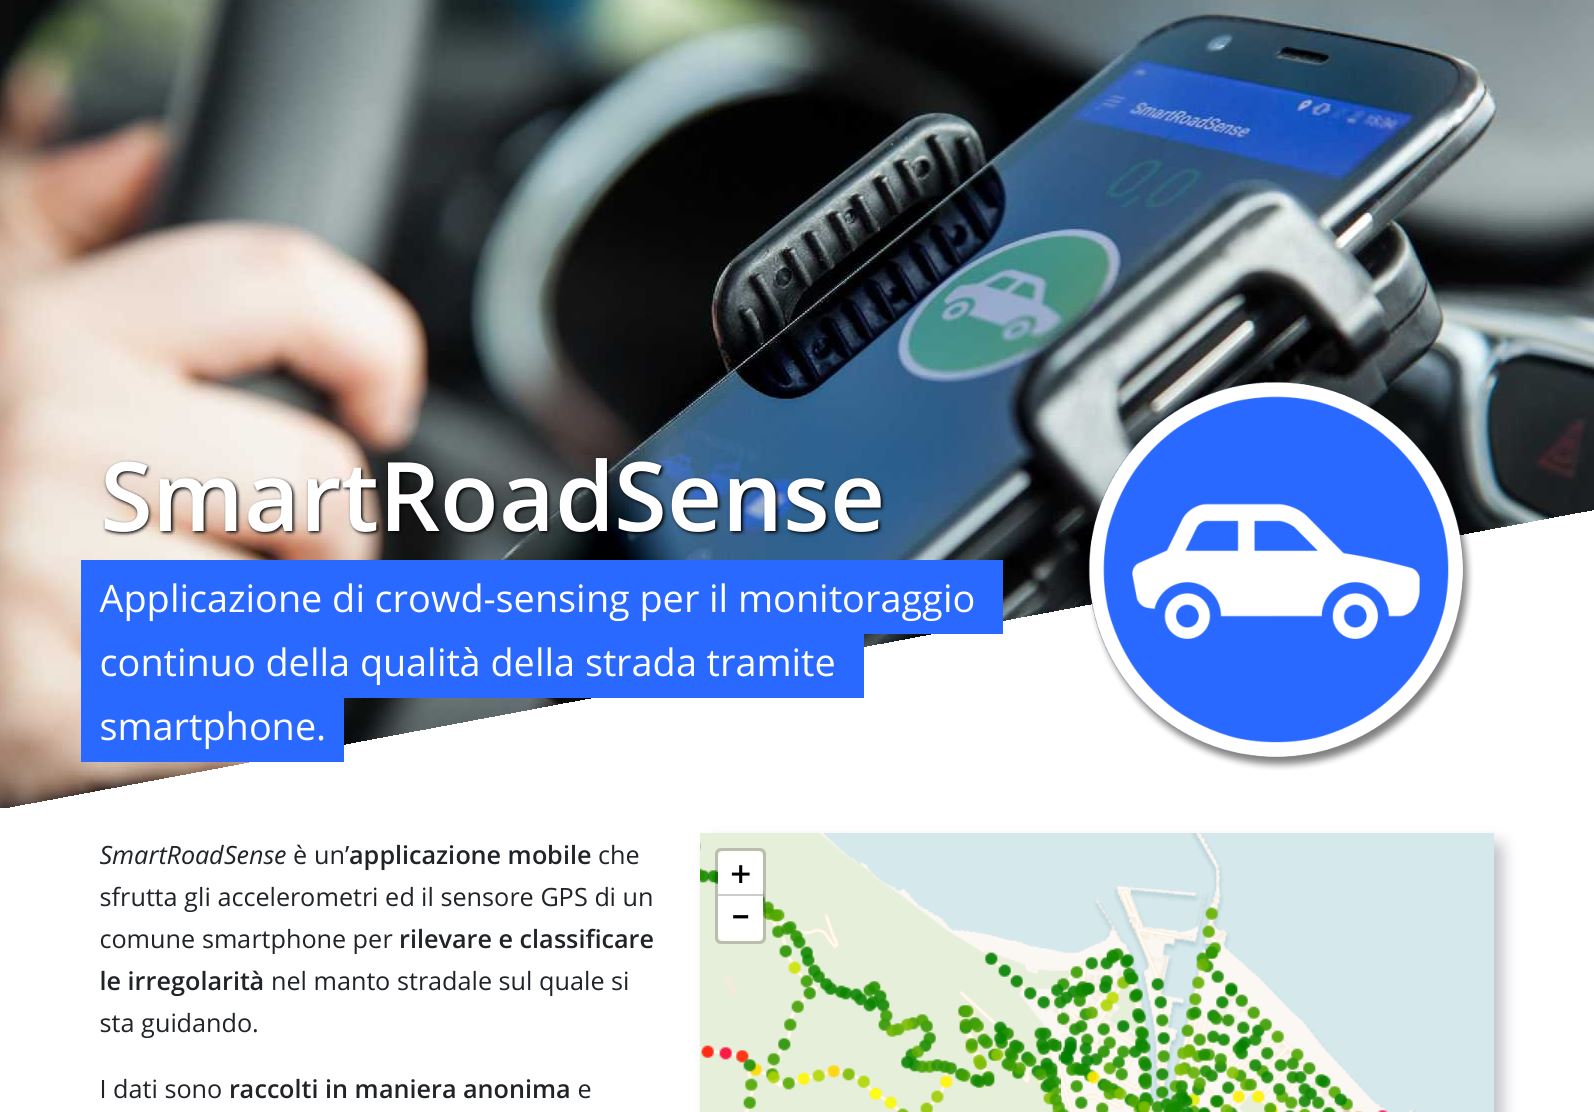 SmartRoadSense
0,0
SmartRoadSense
Applicazione di crowd-sensing per il monitoraggio
continuo della qualità della strada tramite
smartphone.
SmartRoadSense è un’applicazione mobile che
sfrutta gli accelerometri ed il sensore GPS di un
comune smartphone per rilevare e classificare
le irregolarità nel manto stradale sul quale si
sta guidando.
I dati sono raccolti in maniera anonima e
+
−